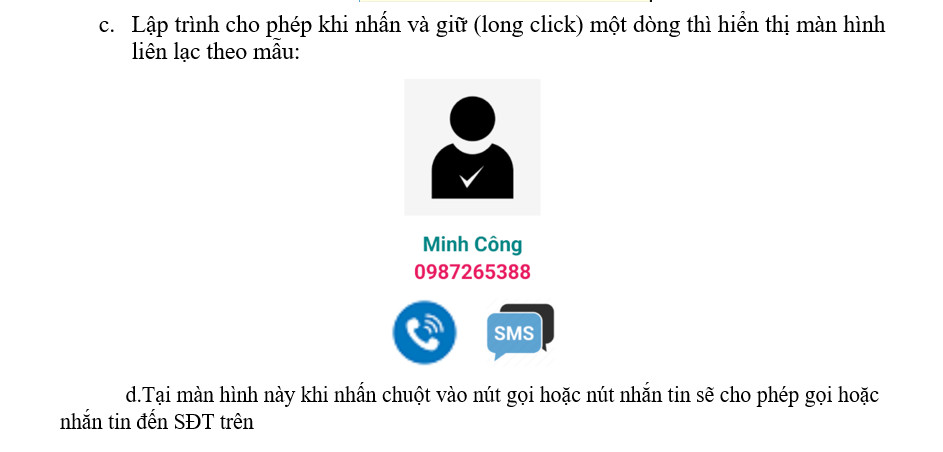 c. Lập trình cho phép khi nhấn và giữ (long click) một dòng thì hiển thị màn hình
liên lạc theo mẫu:
Minh Công
0987265388
SMS
d.Tại màn hình này khi nhấn chuột vào nút gọi hoặc nút nhắn tin sẽ cho phép gọi hoặc
nhắn tin đến SĐT trên